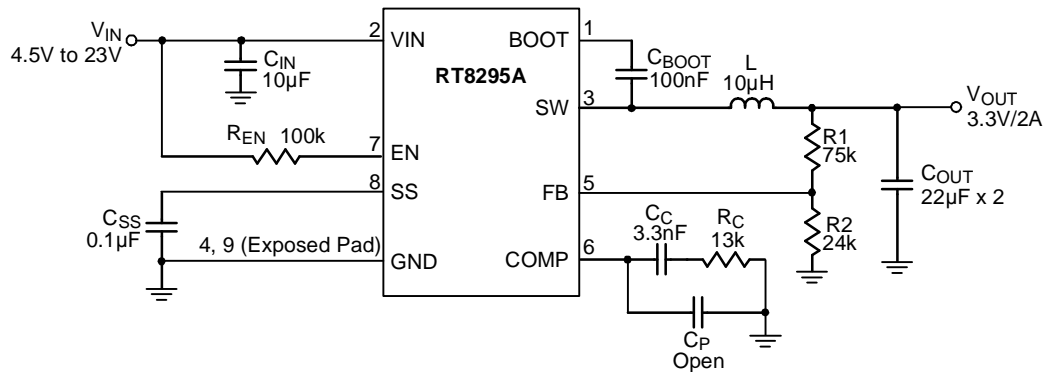 VIN
4.5V to 23V
CIN
10µF
REN 100k
CSS
0.1µF
4, 9 (Exposed Pad)
2
7
8
VIN
EN
SS
GND
RT8295A
BOOT
SW
FB
COMP
1
3
5
6
CBOOT
100nF
L
10µH
VOUT
3.3V/2A
R1
75k
COUT
22µF x 2
R2
24k
CC
3.3nF
RC
13k
CP
Open